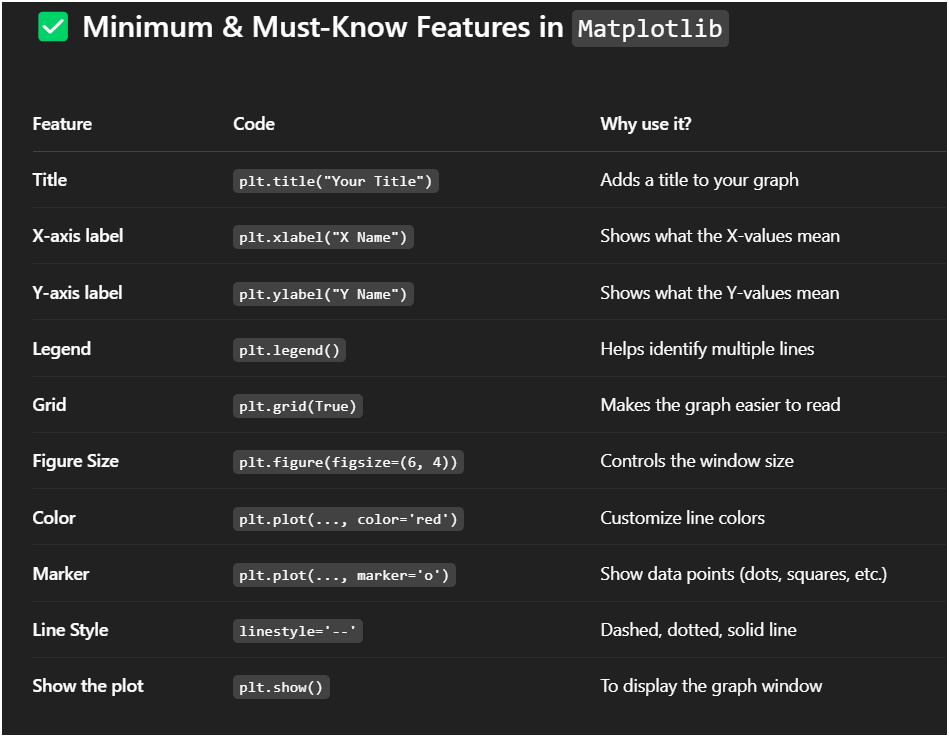 ✅ Minimum & Must-Know Features in Matplotlib
Feature Code Why use it?
Title plt.title("Your Title") Adds a title to your graph
X-axis label plt.xlabel("X Name") Shows what the X-values mean
Y-axis label plt.ylabel("Y Name") Shows what the Y-values mean
Legend plt.legend() Helps identify multiple lines
Grid plt.grid(True) Makes the graph easier to read
Figure Size plt.figure(figsize=(6, 4)) Controls the window size
Color plt.plot(..., color='red') Customize line colors
Marker plt.plot(..., marker='o') Show data points (dots, squares, etc.)
Line Style linestyle='--' Dashed, dotted, solid line
Show the plot plt.show() To display the graph window